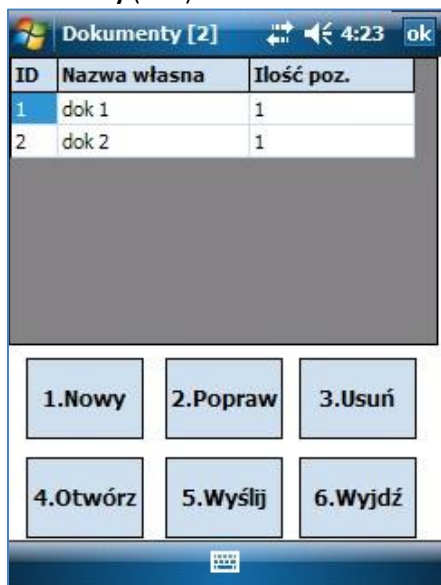 Dokumenty [2] 4:23 ok
ID Nazwa własna Ilość poz.
1 dok 1 1
2 dok 2 1
1.Nowy 2.Popraw 3.Usuń
4.Otwórz 5.Wyślij 6.Wyjdź